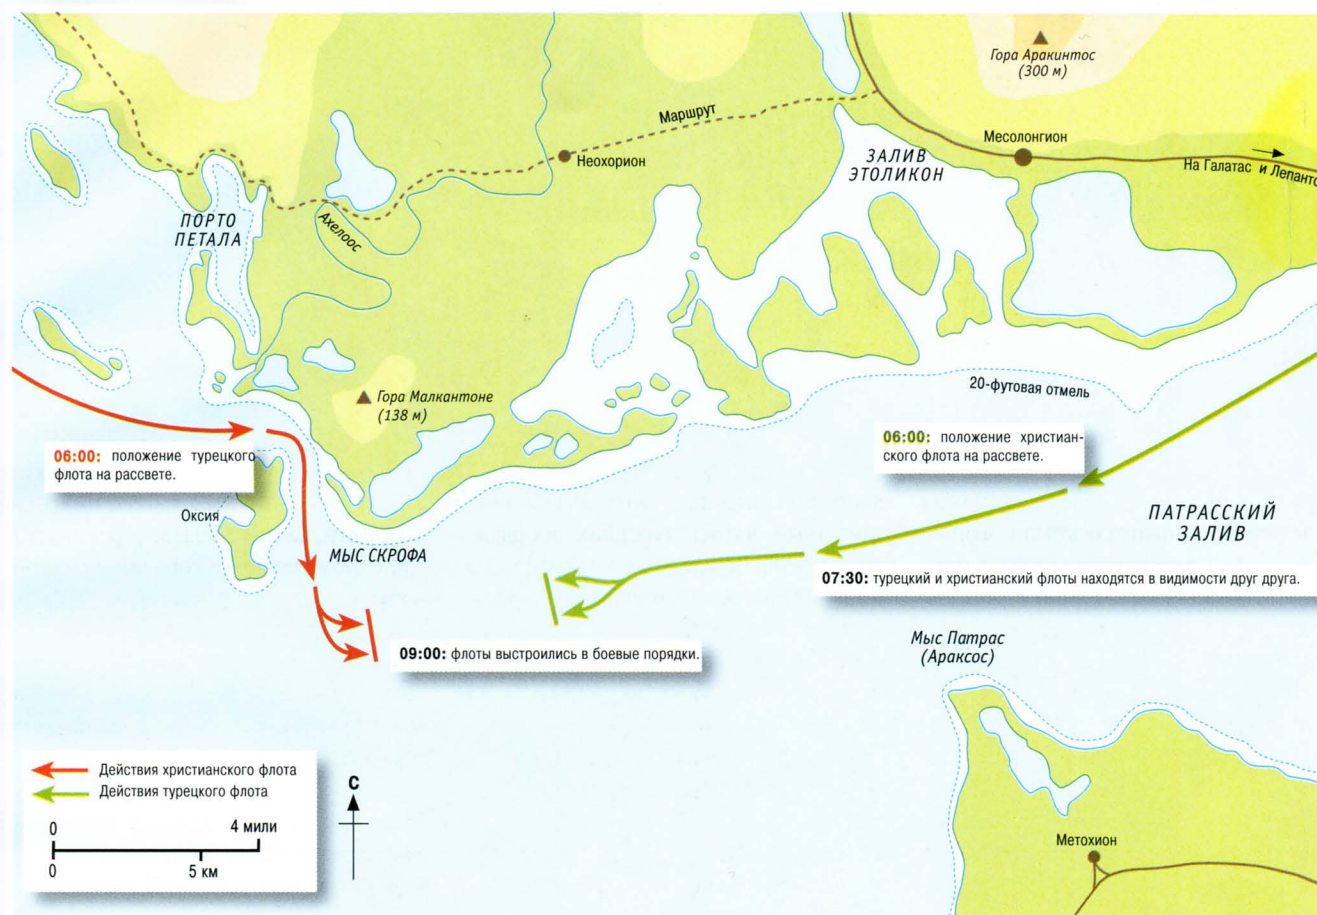 Гора Аракинтос
(300 м)
Маршрут
Месолонгион
Неохорион
ЗАЛИВ
ЭТОЛИКОН
На Галатас и Лепанто
ПОРТО
ПЕТАЛА
Ахелоос
Гора Малкантоне
(138 м)
20-футовая отмель
06:00: положение турецкого
флота на рассвете.
06:00: положение христиан-
ского флота на рассвете.
Оксия
МЫС СКРОФА
ПАТРАССКИЙ
ЗАЛИВ
07:30: турецкий и христианский флоты находятся в видимости друг друга.
09:00: флоты выстроились в боевые порядки.
Мыс Патрас
(Араксос)
Действия христианского флота
Действия турецкого флота
0
4 мили
0
5 км
С
Метохион